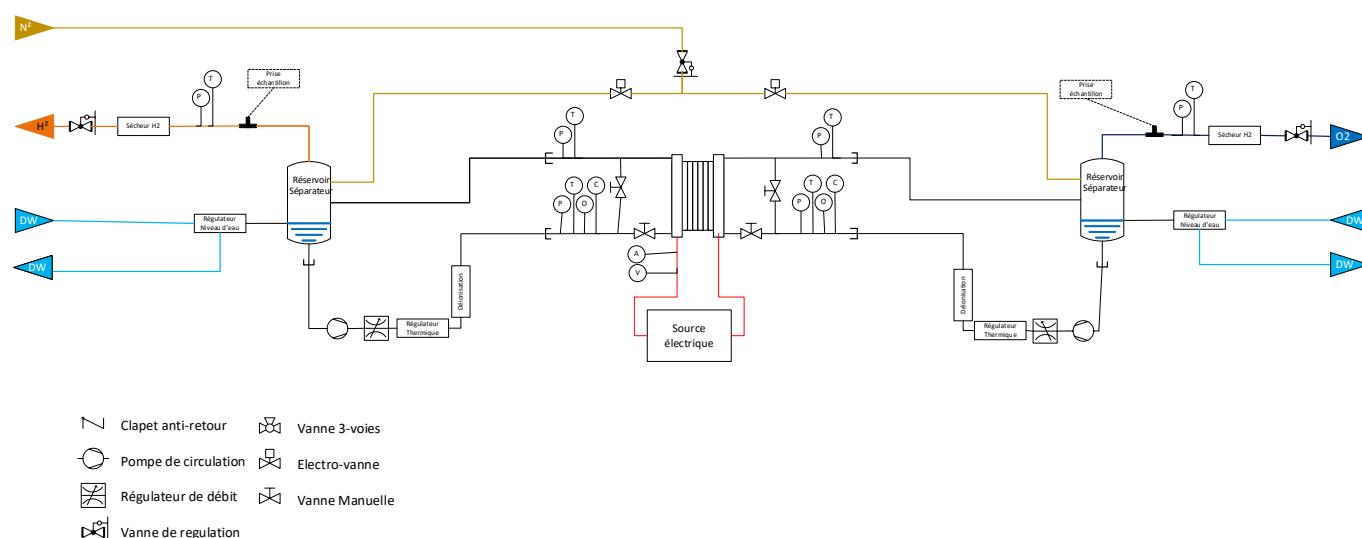 N²
T
P
Prise
échantillon
H²
Sécheur H2
Réservoir
Séparateur
DW
Régulateur
Niveau d'eau
DW
Régulateur
Thermique
Déionisation
T
P
P
T
O
C
A
V
Source
électrique
T
P
P
T
O
C
Prise
échantillon
T
P
Sécheur H2
O2
Réservoir
Séparateur
DW
Régulateur
Niveau d'eau
DW
Déionisation
Régulateur
Thermique
Clapet anti-retour
Vanne 3-voies
Pompe de circulation
Electro-vanne
Régulateur de débit
Vanne Manuelle
Vanne de regulation